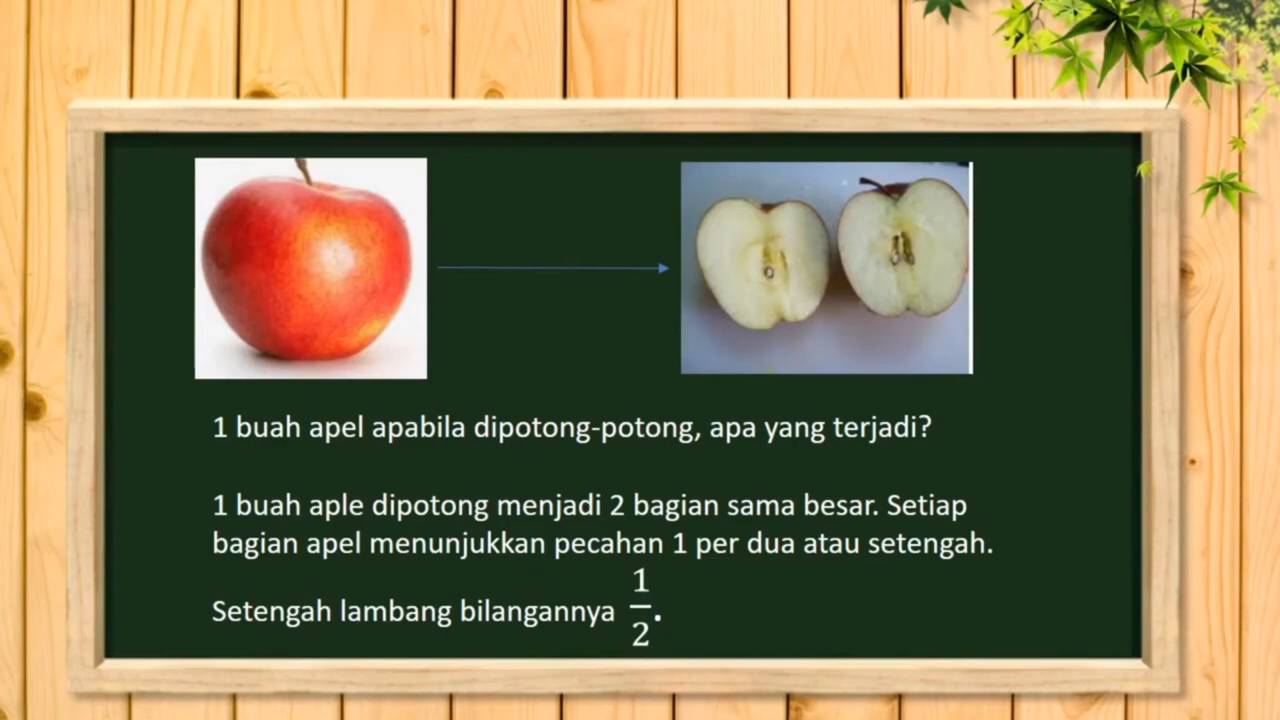 1 buah apel apabila dipotong-potong, apa yang terjadi?
1 buah aple dipotong menjadi 2 bagian sama besar. Setiap
bagian apel menunjukkan pecahan 1 per dua atau setengah.
Setengah lambang bilangannya 1/2.